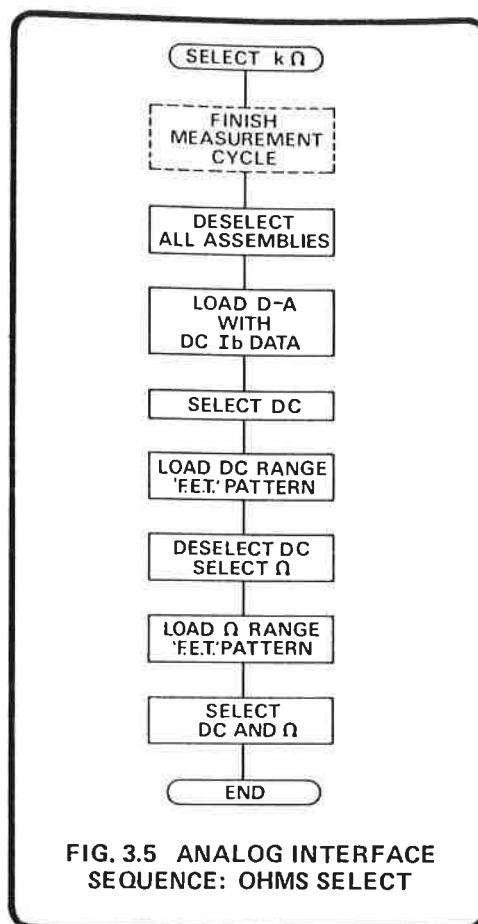 SELECT kΩ
FINISH
MEASUREMENT
CYCLE
DESELECT
ALL ASSEMBLIES
LOAD D-A
WITH
DC Ib DATA
SELECT DC
LOAD DC RANGE
'F.E.T.' PATTERN
DESELECT DC
SELECT Ω
LOAD Ω RANGE
'F.E.T.' PATTERN
SELECT
DC AND Ω
END
FIG. 3.5 ANALOG INTERFACE
SEQUENCE: OHMS SELECT